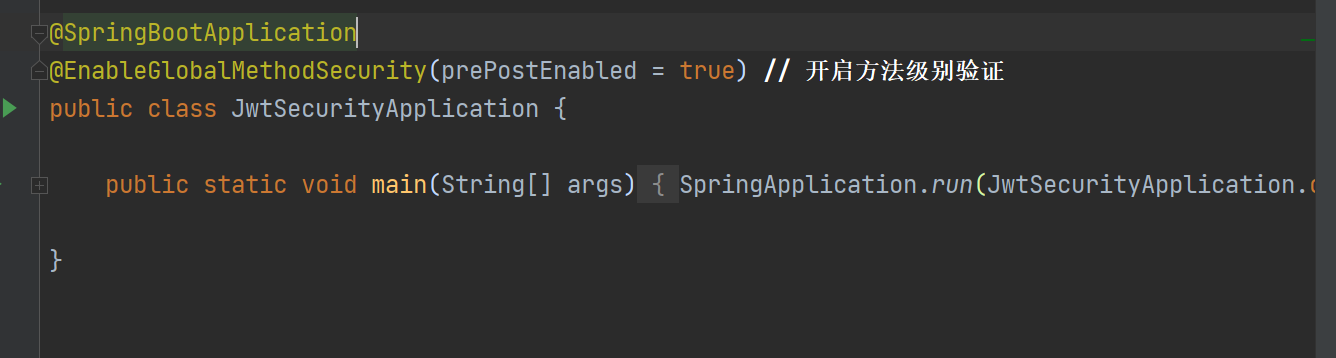 @SpringBootApplication
@EnableGlobalMethodSecurity(prePostEnabled = true) // 开启方法级别验证
public class JwtSecurityApplication {
public static void main(String[] args) { SpringApplication.run(JwtSecurityApplication.
}